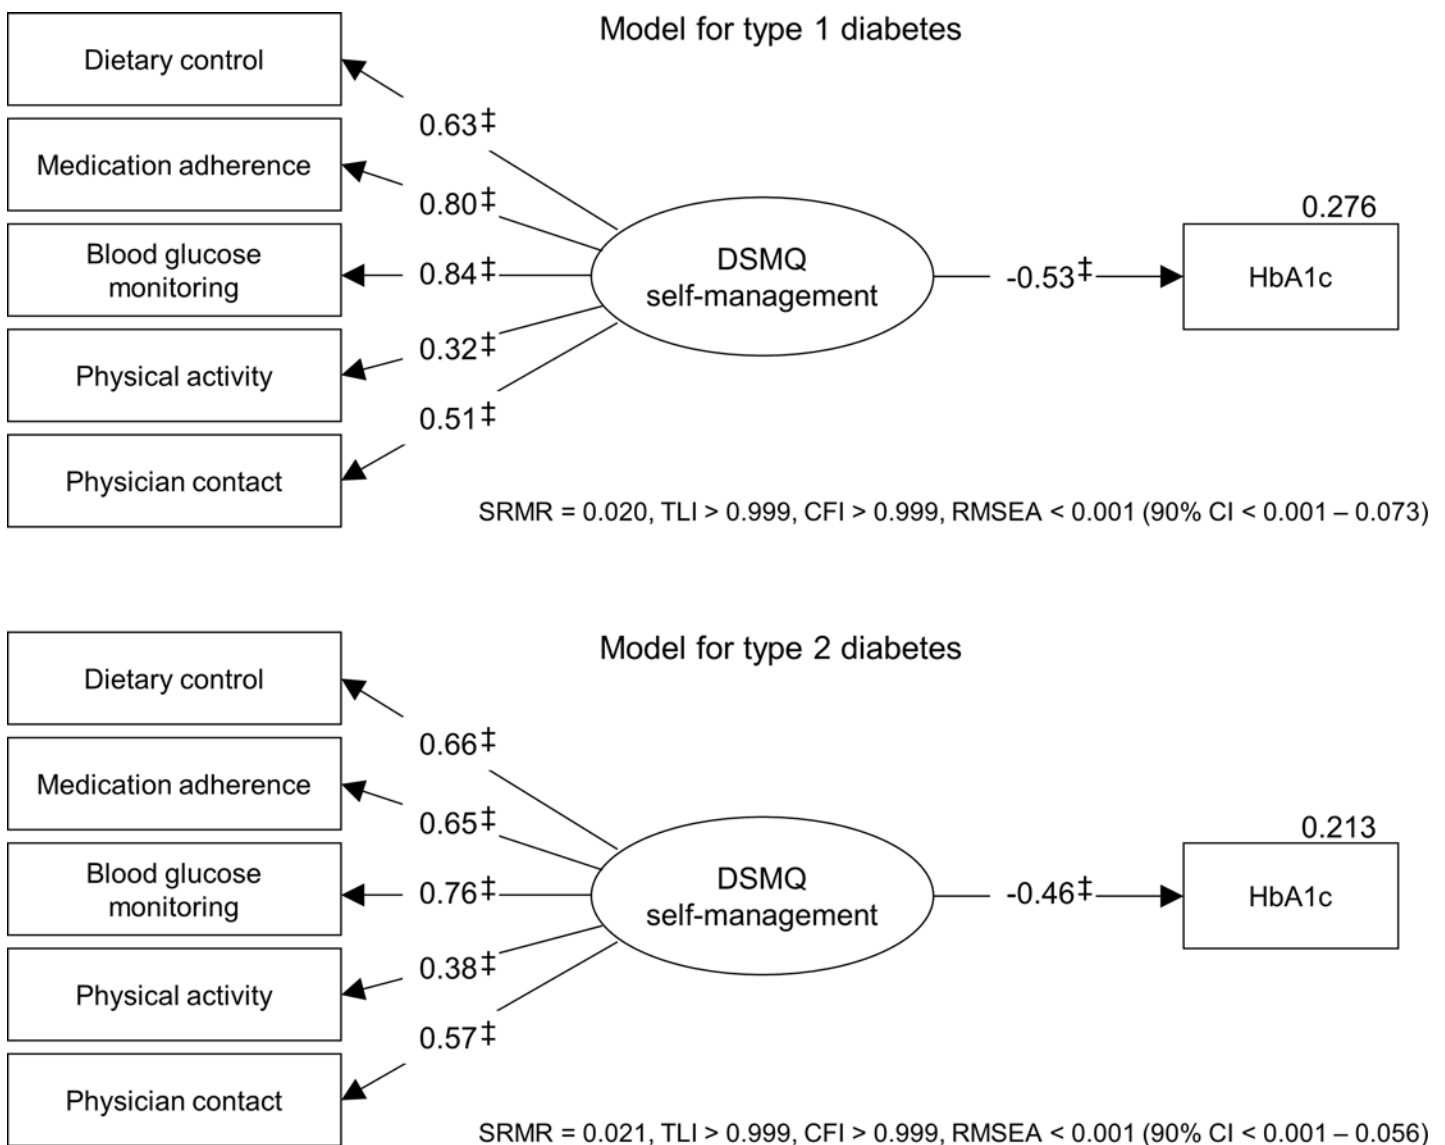 Model for type 1 diabetes
Dietary control
Medication adherence
Blood glucose
monitoring
Physical activity
Physician contact
0.63‡
0.80‡
0.84‡
0.32‡
0.51‡
DSMQ
self-management
-0.53‡
0.276
HbA1c
SRMR = 0.020, TLI > 0.999, CFI > 0.999, RMSEA < 0.001 (90% CI < 0.001 – 0.073)
Model for type 2 diabetes
Dietary control
Medication adherence
Blood glucose
monitoring
Physical activity
Physician contact
0.66‡
0.65‡
0.76‡
0.38‡
0.57‡
DSMQ
self-management
-0.46‡
0.213
HbA1c
SRMR = 0.021, TLI > 0.999, CFI > 0.999, RMSEA < 0.001 (90% CI < 0.001 – 0.056)